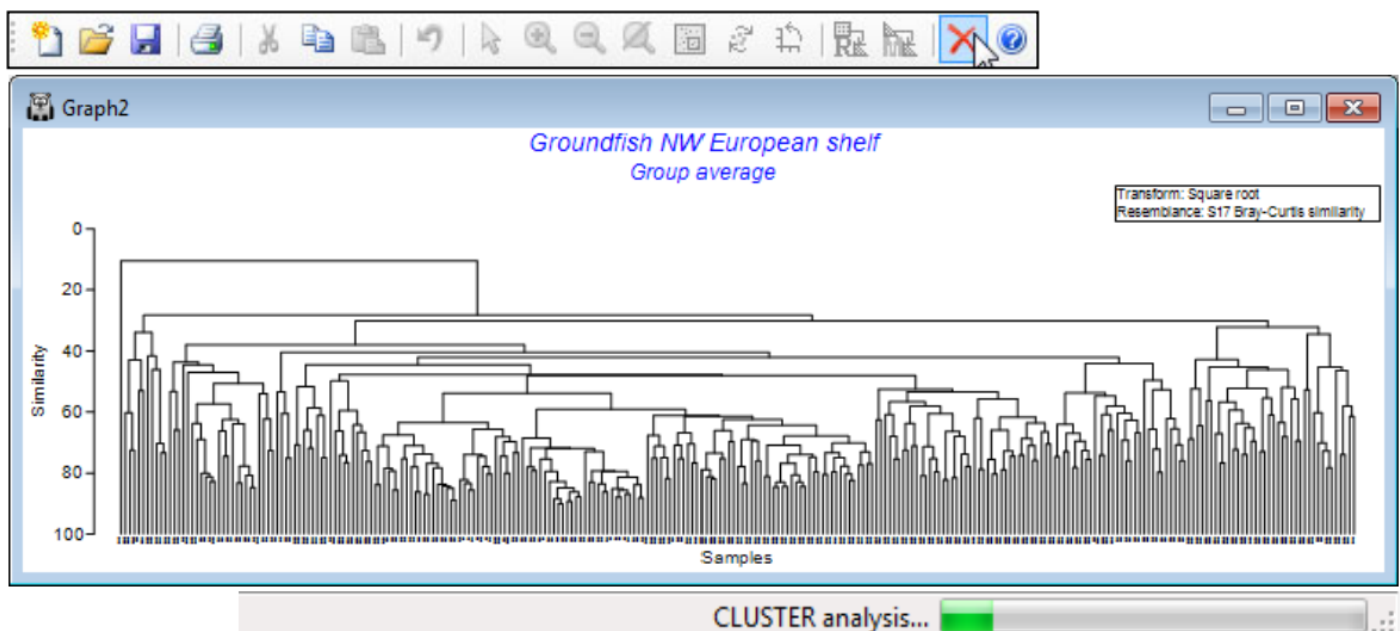 Graph2
Groundfish NW European shelf
Group average
Transform: Square root
Resemblance: S17 Bray-Curtis similarity
0
20
40
60
80
100
Similarity
Samples
CLUSTER analysis...